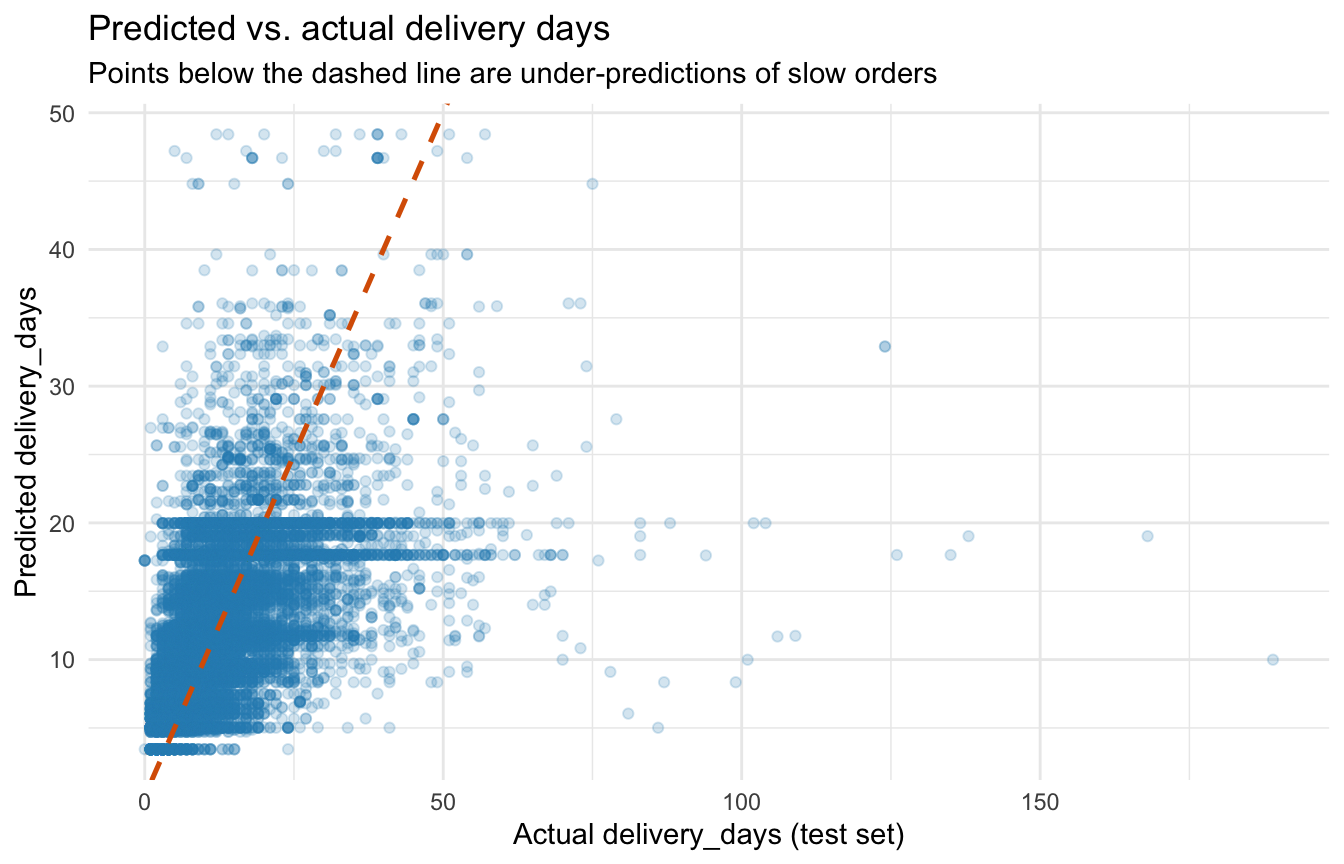 Predicted vs. actual delivery days
Points below the dashed line are under-predictions of slow orders
50
40
30
20
10
Predicted delivery_days
0 50 100 150
Actual delivery_days (test set)